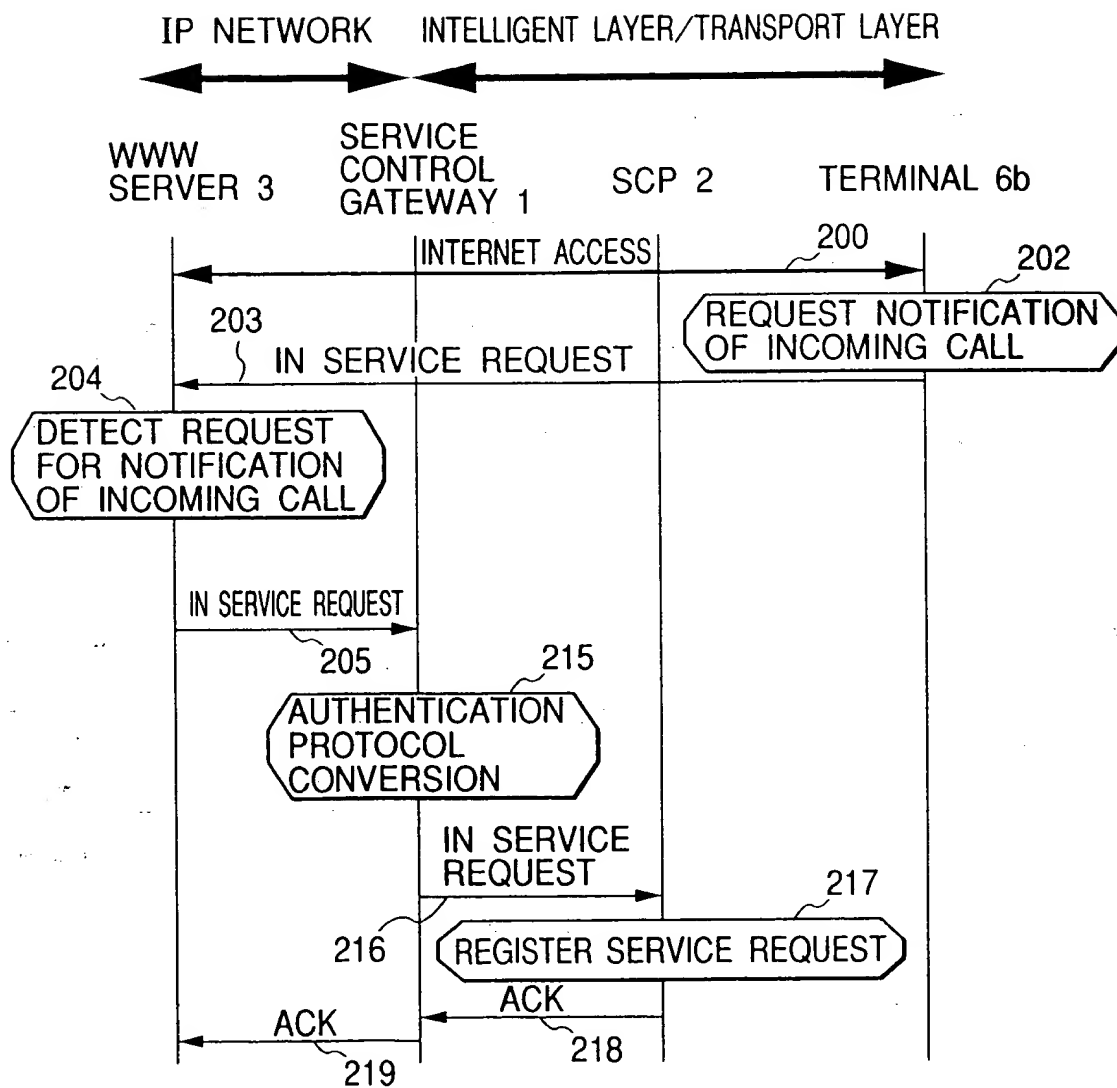 IP NETWORK
INTELLIGENT LAYER/TRANSPORT LAYER
WWW
SERVER 3
SERVICE
CONTROL
GATEWAY 1
SCP 2
TERMINAL 6b
INTERNET ACCESS
200
202
REQUEST NOTIFICATION
OF INCOMING CALL
203
IN SERVICE REQUEST
204
DETECT REQUEST
FOR NOTIFICATION
OF INCOMING CALL
IN SERVICE REQUEST
205
215
AUTHENTICATION
PROTOCOL
CONVERSION
IN SERVICE
REQUEST
216
217
REGISTER SERVICE REQUEST
ACK
218
ACK
219